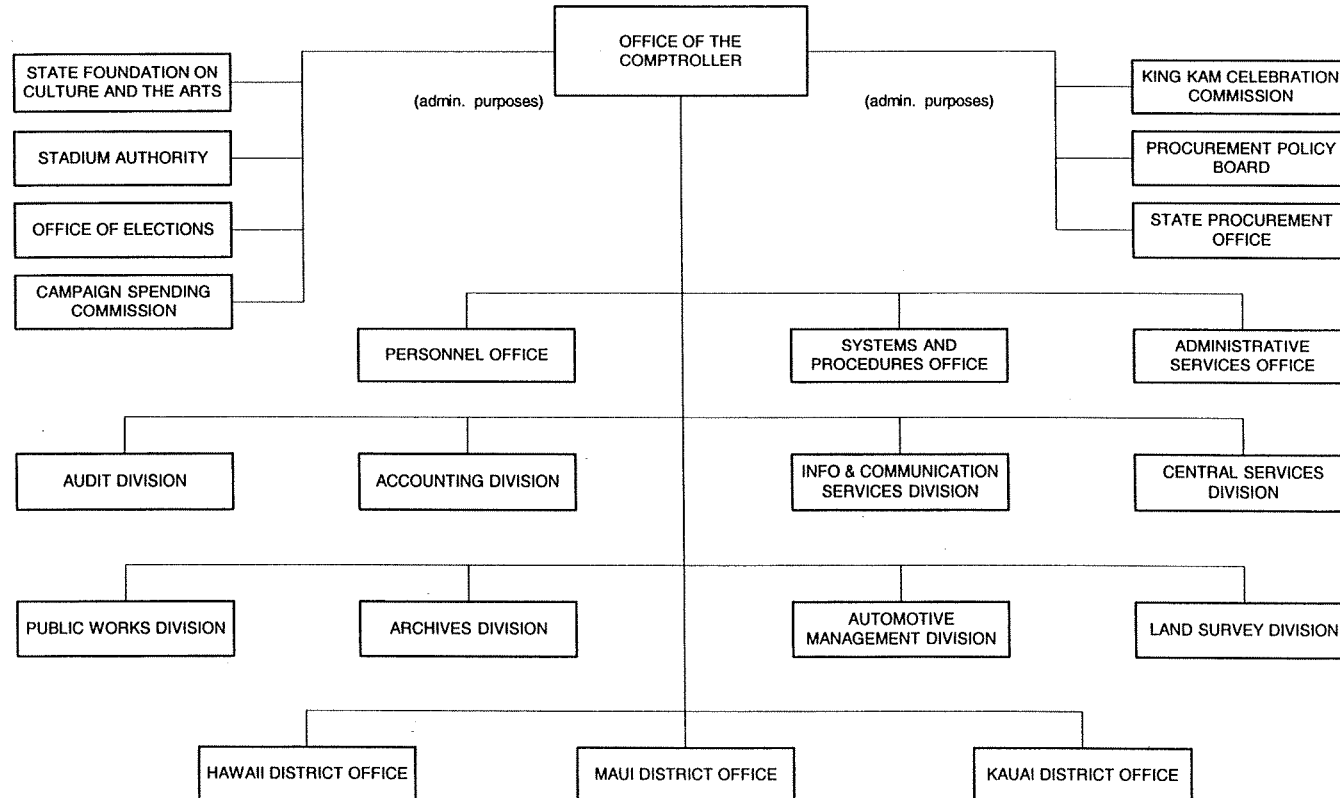 OFFICE OF THE
COMPTROLLER
(admin. purposes)
(admin. purposes)
STATE FOUNDATION ON
CULTURE AND THE ARTS
STADIUM AUTHORITY
OFFICE OF ELECTIONS
CAMPAIGN SPENDING
COMMISSION
KING KAM CELEBRATION
COMMISSION
PROCUREMENT POLICY
BOARD
STATE PROCUREMENT
OFFICE
PERSONNEL OFFICE
SYSTEMS AND
PROCEDURES OFFICE
ADMINISTRATIVE
SERVICES OFFICE
AUDIT DIVISION
ACCOUNTING DIVISION
INFO & COMMUNICATION
SERVICES DIVISION
CENTRAL SERVICES
DIVISION
PUBLIC WORKS DIVISION
ARCHIVES DIVISION
AUTOMOTIVE
MANAGEMENT DIVISION
LAND SURVEY DIVISION
HAWAII DISTRICT OFFICE
MAUI DISTRICT OFFICE
KAUAI DISTRICT OFFICE